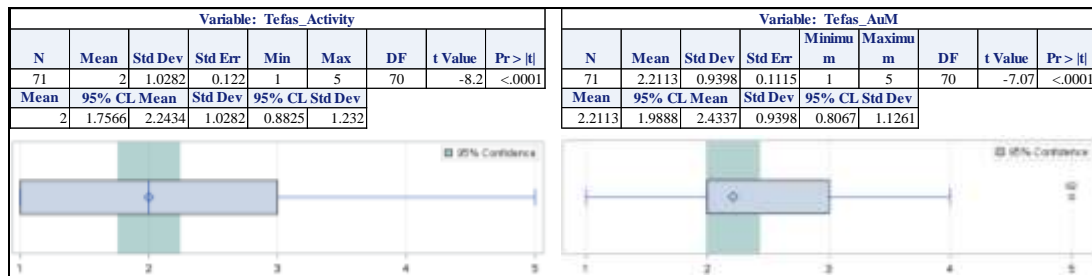 Variable: Tefas_Activity
N Mean Std Dev Std Err Min Max DF t Value Pr > |t|
71 2 1.0282 0.122 1 5 70 -8.2 <.0001
Mean 95% CL Mean Std Dev 95% CL Std Dev
2 1.7566 2.2434 1.0282 0.8825 1.232
95% Confidence
1 2 3 4 5
Variable: Tefas_AuM
N Mean Std Dev Std Err Minimu m Maximu m DF t Value Pr > |t|
71 2.2113 0.9398 0.1115 1 5 70 -7.07 <.0001
Mean 95% CL Mean Std Dev 95% CL Std Dev
2.2113 1.9888 2.4337 0.9398 0.8067 1.1261
95% Confidence
1 2 3 4 5